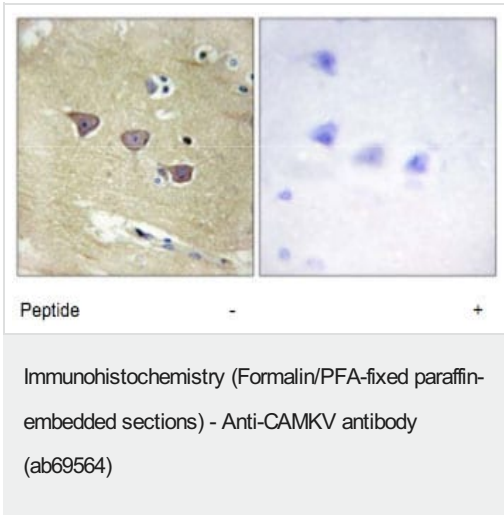 Peptide - +
Immunohistochemistry (Formalin/PFA-fixed paraffin-
embedded sections) - Anti-CAMKV antibody
(ab69564)